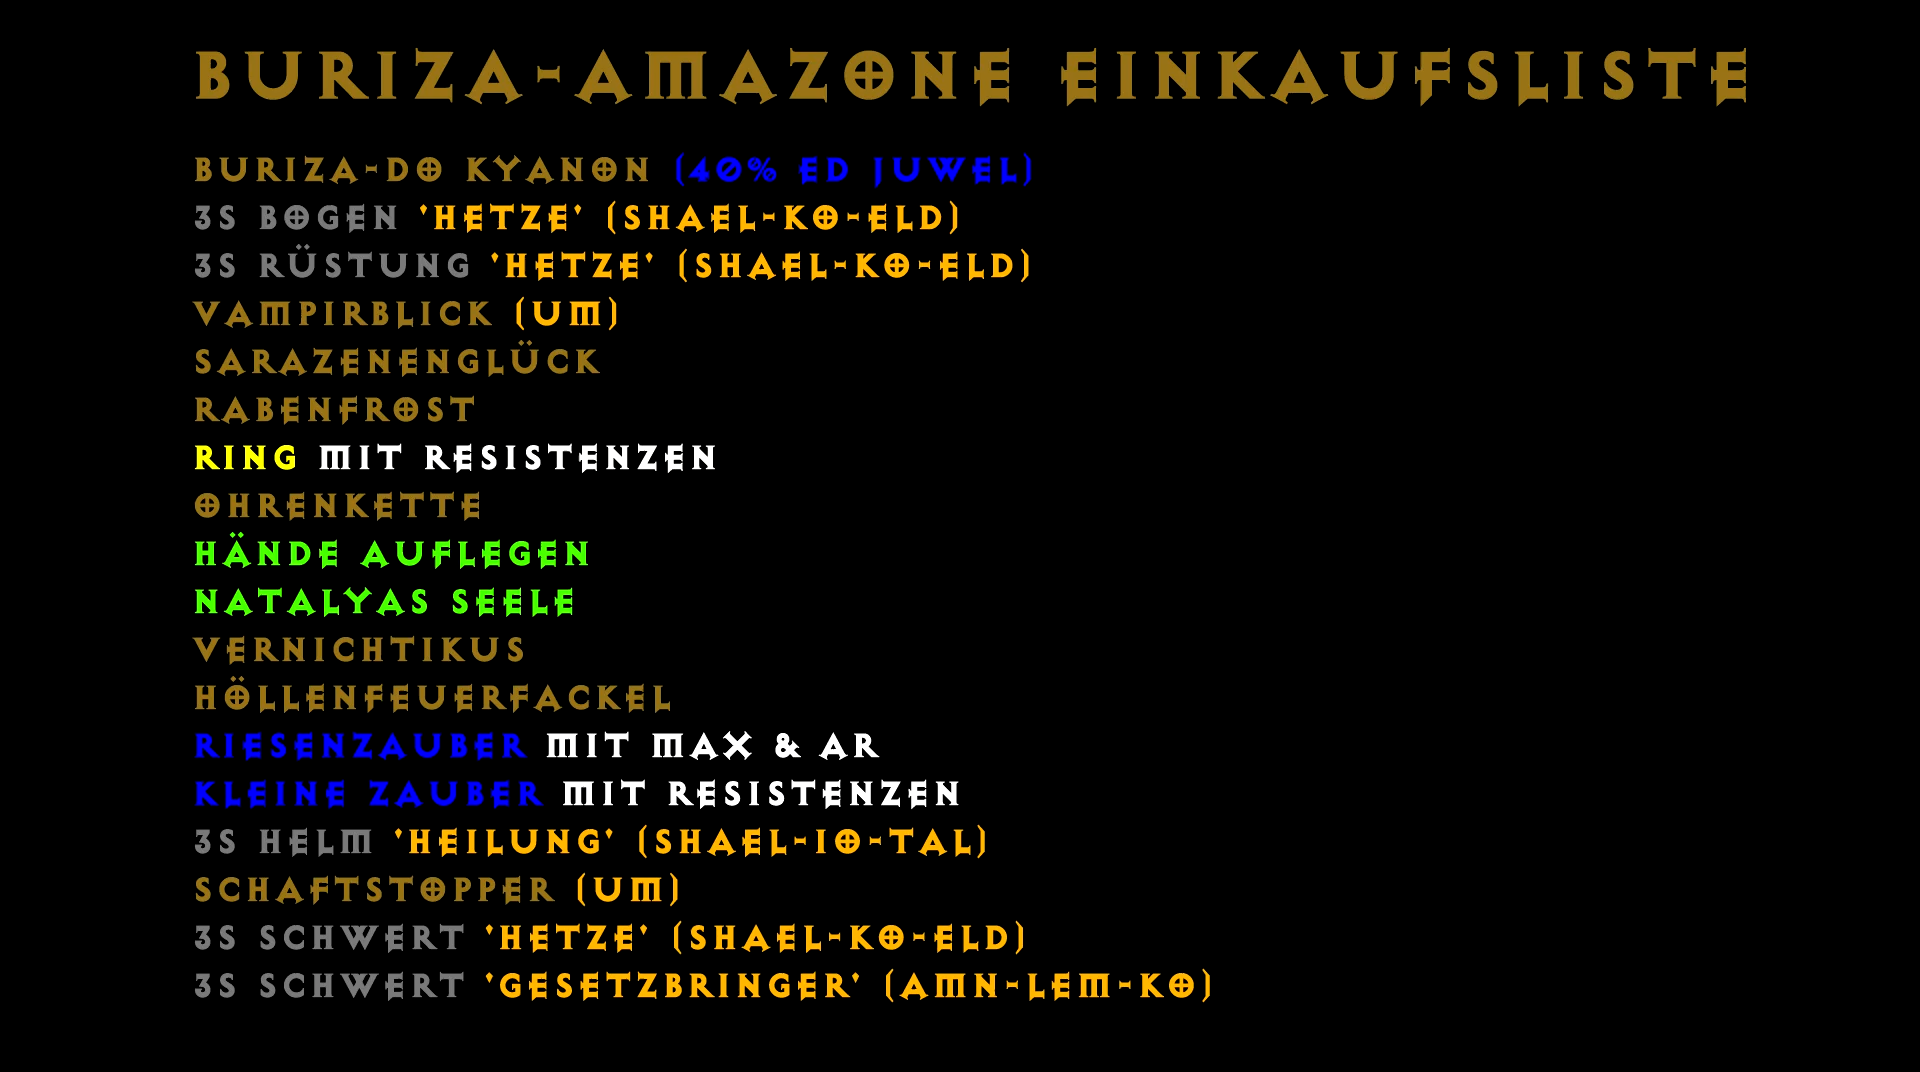 BURIZA-AMAZONE EINKAUFSLISTE
BURIZA-DO KYANON (40% ED JUWEL)
3S BOGEN 'HETZE' (SHAEL-KO-ELD)
3S RÜSTUNG 'HETZE' (SHAEL-KO-ELD)
VAMPIRBLICK (UM)
SARAZENENGLÜCK
RABENFROST
RING MIT RESISTENZEN
OHRENKETTE
HÄNDE AUFLEGEN
NATALYAS SEELE
VERNICHTIKUS
HÖLLENFEUERFACKEL
RIESENZAUBER MIT MAX & AR
KLEINE ZAUBER MIT RESISTENZEN
3S HELM 'HEILUNG' (SHAEL-IO-TAL)
SCHAFTSTOPPER (UM)
3S SCHWERT 'HETZE' (SHAEL-KO-ELD)
3S SCHWERT 'GESETZBRINGER' (AMN-LEM-KO)